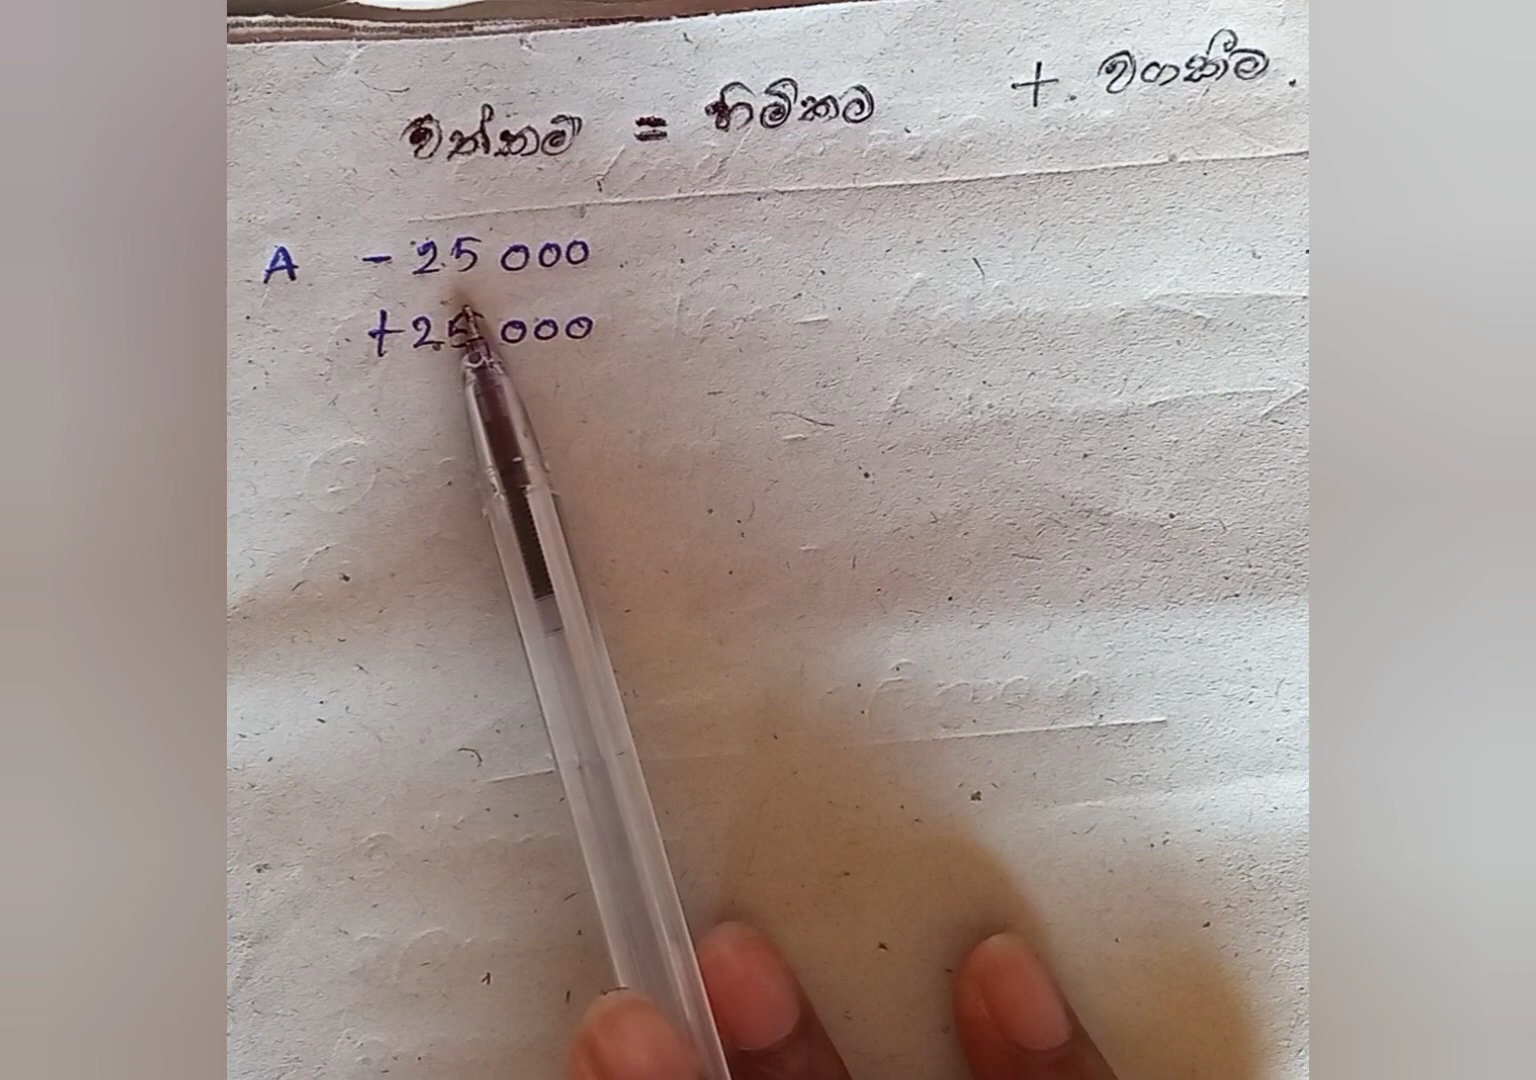 වත්කම් = හිමිකම + වගකීම.
A - 25 000
+ 25 000